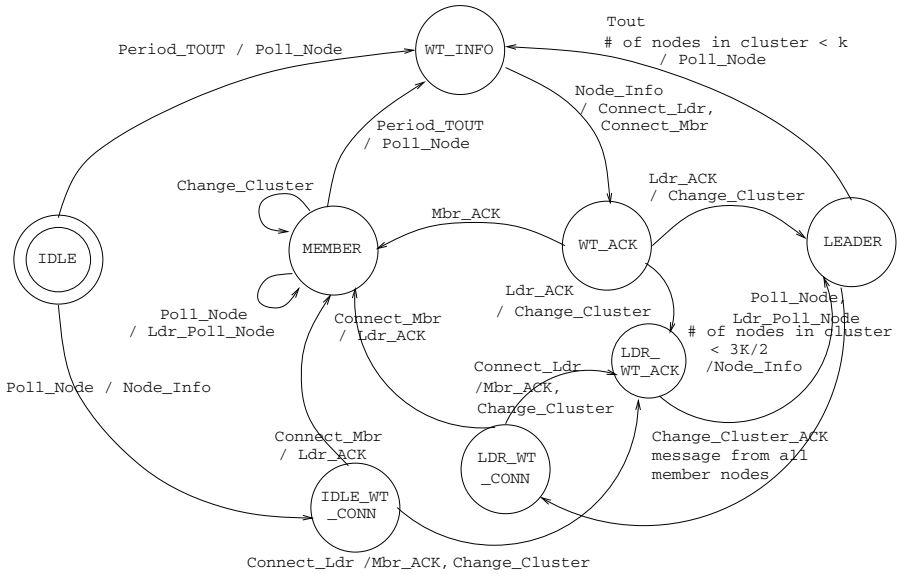 Tout
Period_TOUT / Poll_Node
WT_INFO
# of nodes in cluster < k
/ Poll_Node
Node_Info
/ Connect_Ldr,
Connect_Mbr
Period_TOUT
/ Poll_Node
Change_Cluster
Ldr_ACK
/ Change_Cluster
Mbr_ACK
IDLE
MEMBER
WT_ACK
LEADER
Ldr_ACK
/ Change_Cluster
Poll_Node,
Ldr_Poll_Node
# of nodes in cluster
< 3K/2
/Node_Info
Poll_Node
/ Ldr_Poll_Node
Connect_Mbr
/ Ldr_ACK
LDR_
WT_ACK
Connect_Ldr
/Mbr_ACK,
Change_Cluster
Poll_Node / Node_Info
Connect_Mbr
/ Ldr_ACK
Change_Cluster_ACK
message from all
member nodes
LDR_WT
_CONN
IDLE_WT
_CONN
Connect_Ldr /Mbr_ACK, Change_Cluster